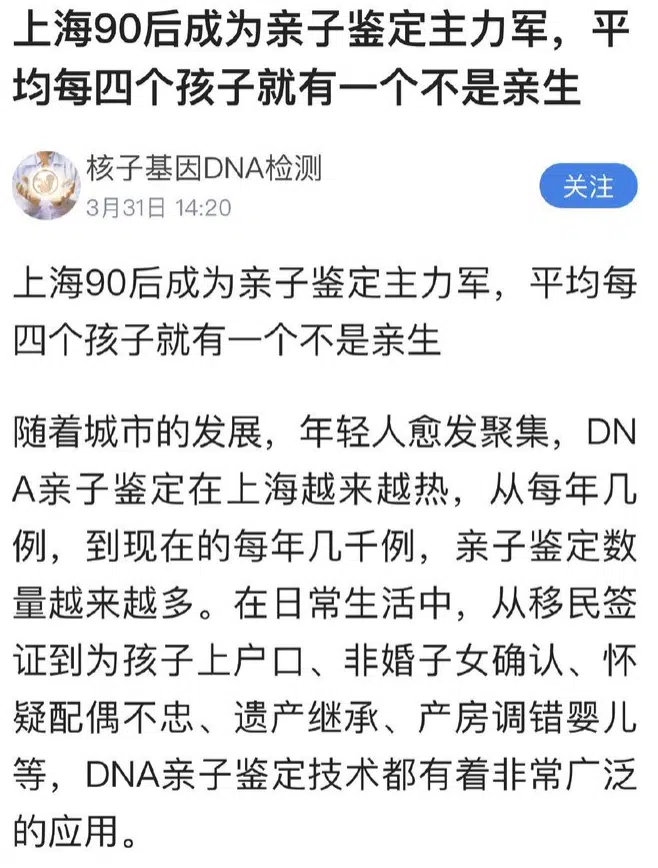 上海90后成为亲子鉴定主力军，平
均每四个孩子就有一个不是亲生
核子基因DNA检测
3月31日 14:20
关注
上海90后成为亲子鉴定主力军，平均每
四个孩子就有一个不是亲生
随着城市的发展，年轻人愈发聚集，DN
A亲子鉴定在上海越来越热，从每年几
例，到现在的每年几千例，亲子鉴定数
量越来越多。在日常生活中，从移民签
证到为孩子上户口、非婚子女确认、怀
疑配偶不忠、遗产继承、产房调错婴儿
等，DNA亲子鉴定技术都有着非常广泛
的应用。